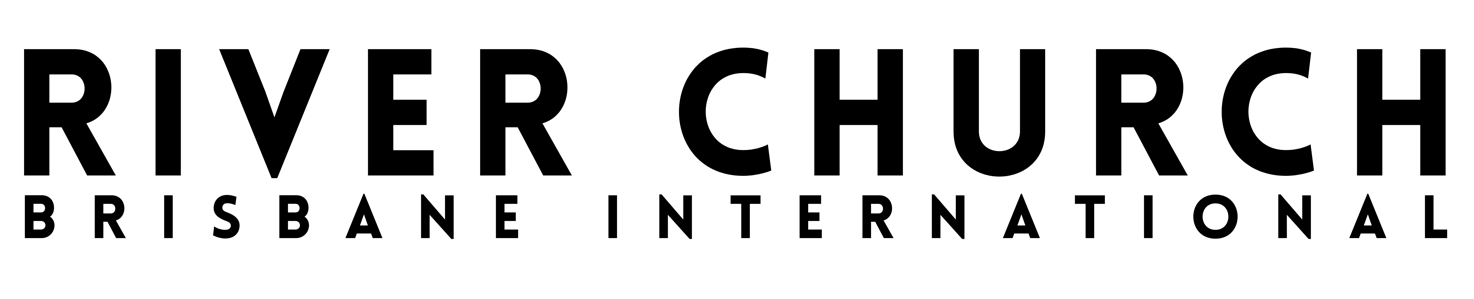 RIVER CHURCH
BRISBANE INTERNATIONAL